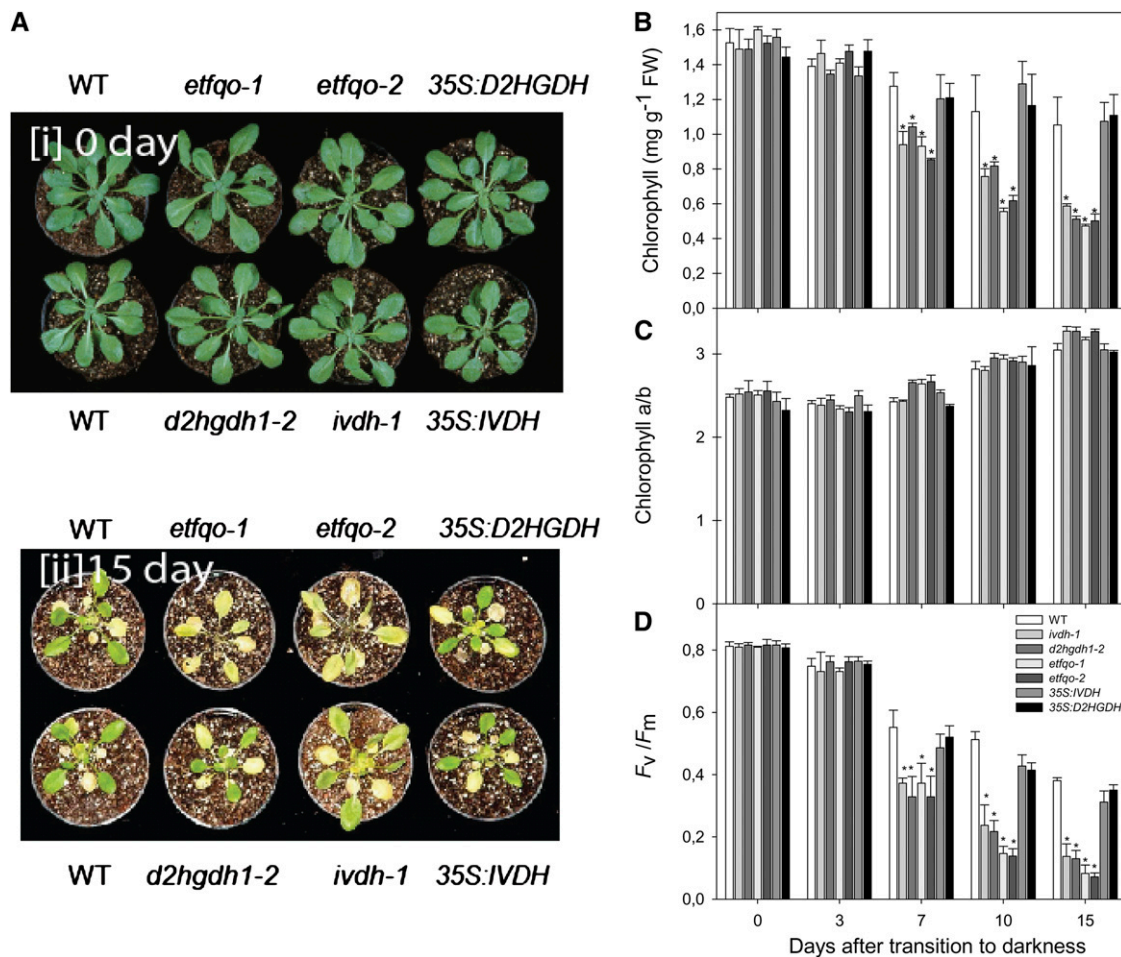 A
WT etfqo-1 etfqo-2 35S:D2HGDH
[i] 0 day
WT d2hgdh1-2 ivdh-1 35S:IVDH
WT etfqo-1 etfqo-2 35S:D2HGDH
[ii]15 day
WT d2hgdh1-2 ivdh-1 35S:IVDH
B
Chlorophyll (mg g-1 FW)
1,6
1,4
1,2
1,0
0,8
0,6
0,4
0,2
0,0
* * * *
* * * *
* * * *
C
Chlorophyll a/b
3
2
1
0
D
Fv/Fm
0,8
0,6
0,4
0,2
0,0
* * * *
* * * *
* * * *
WT
ivdh-1
d2hgdh1-2
etfqo-1
etfqo-2
35S:IVDH
35S:D2HGDH
0 3 7 10 15
Days after transition to darkness